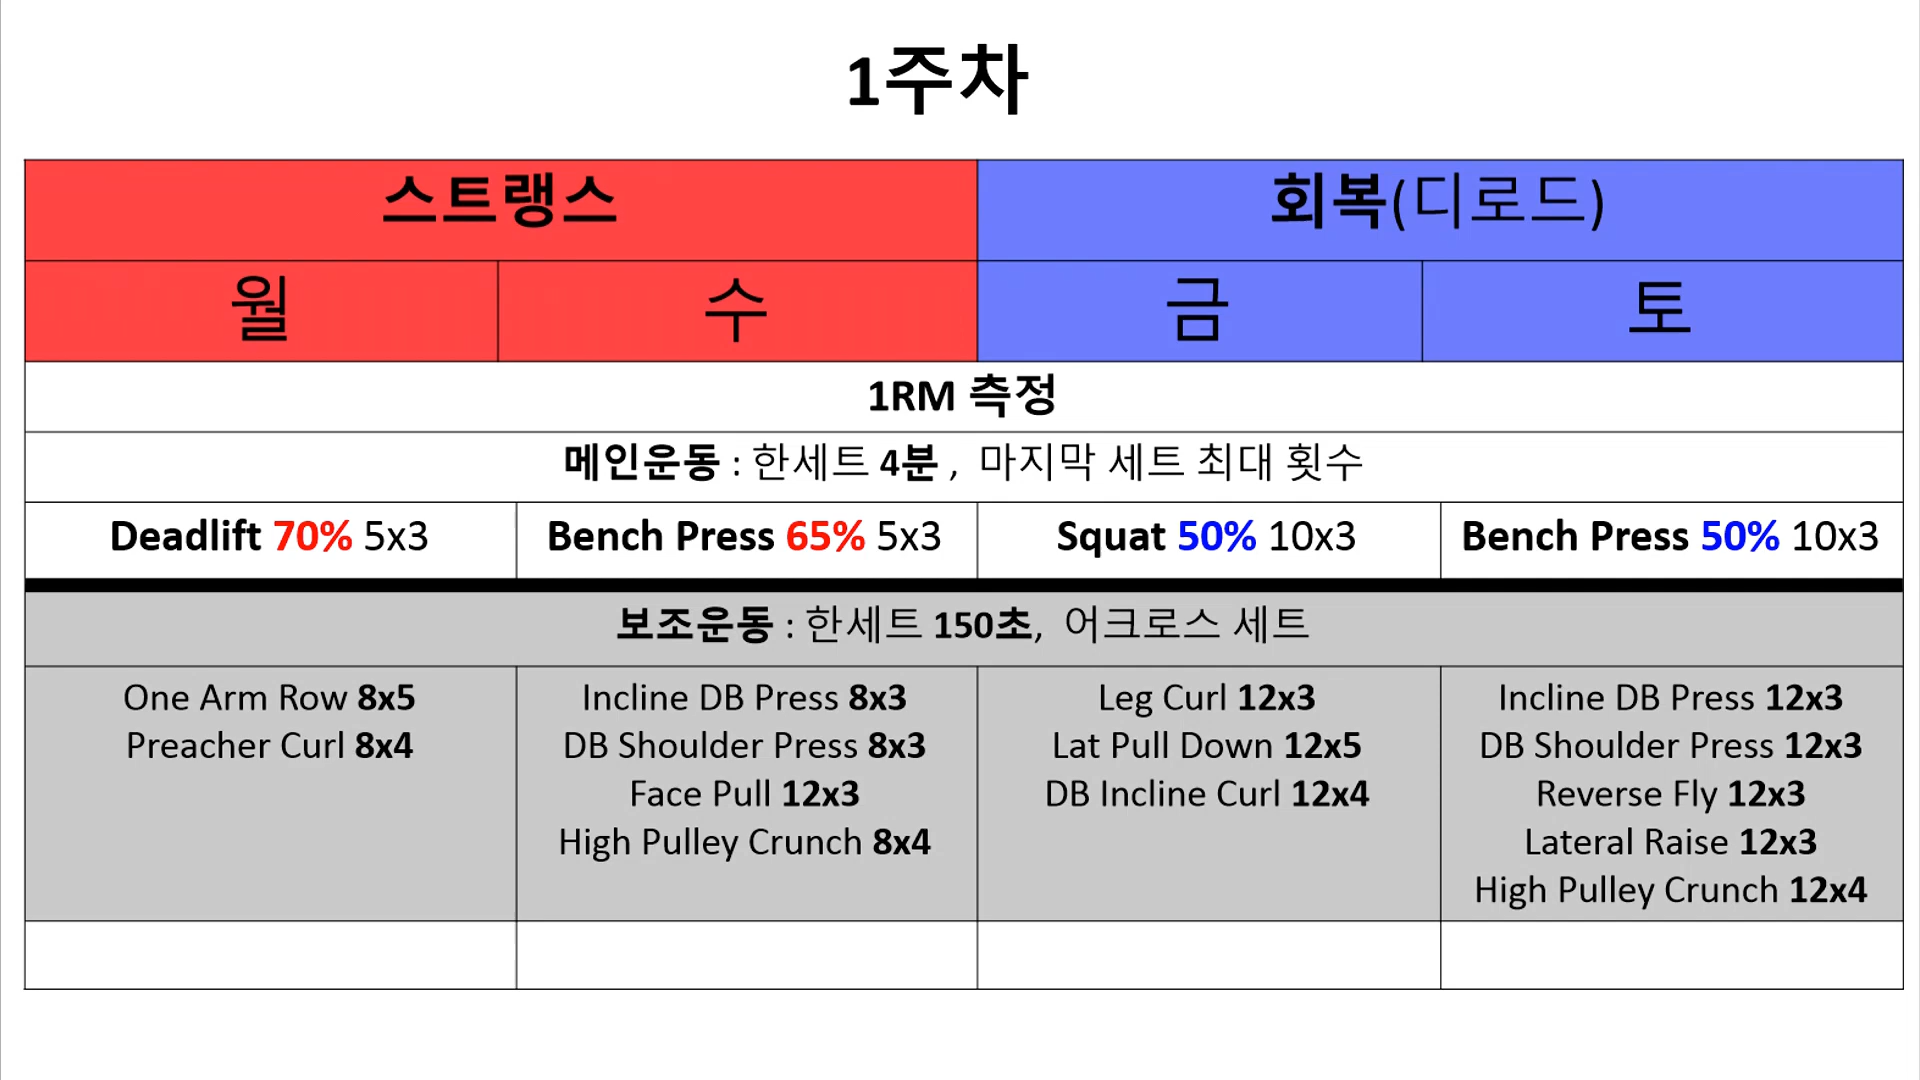 1주차
스트랭스
회복(디로드)
월
수
금
토
1RM 측정
메인운동 : 한세트 4분 , 마지막 세트 최대 횟수
Deadlift 70% 5x3
Bench Press 65% 5x3
Squat 50% 10x3
Bench Press 50% 10x3
보조운동 : 한세트 150초, 어크로스 세트
One Arm Row 8x5
Preacher Curl 8x4
Incline DB Press 8x3
DB Shoulder Press 8x3
Face Pull 12x3
High Pulley Crunch 8x4
Leg Curl 12x3
Lat Pull Down 12x5
DB Incline Curl 12x4
Incline DB Press 12x3
DB Shoulder Press 12x3
Reverse Fly 12x3
Lateral Raise 12x3
High Pulley Crunch 12x4